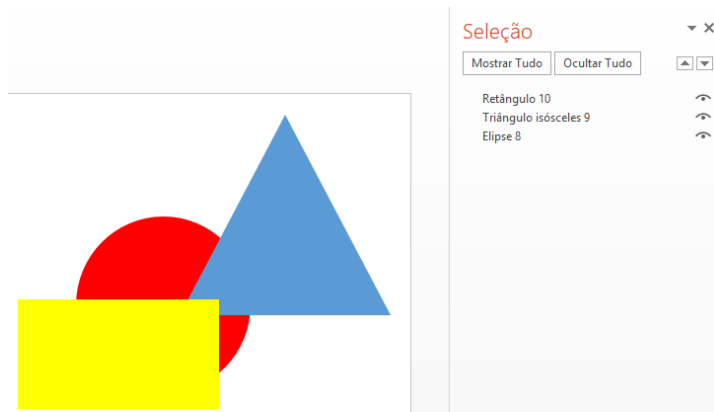 Seleção
Mostrar Tudo Ocultar Tudo
Retângulo 10
Triângulo isósceles 9
Elipse 8